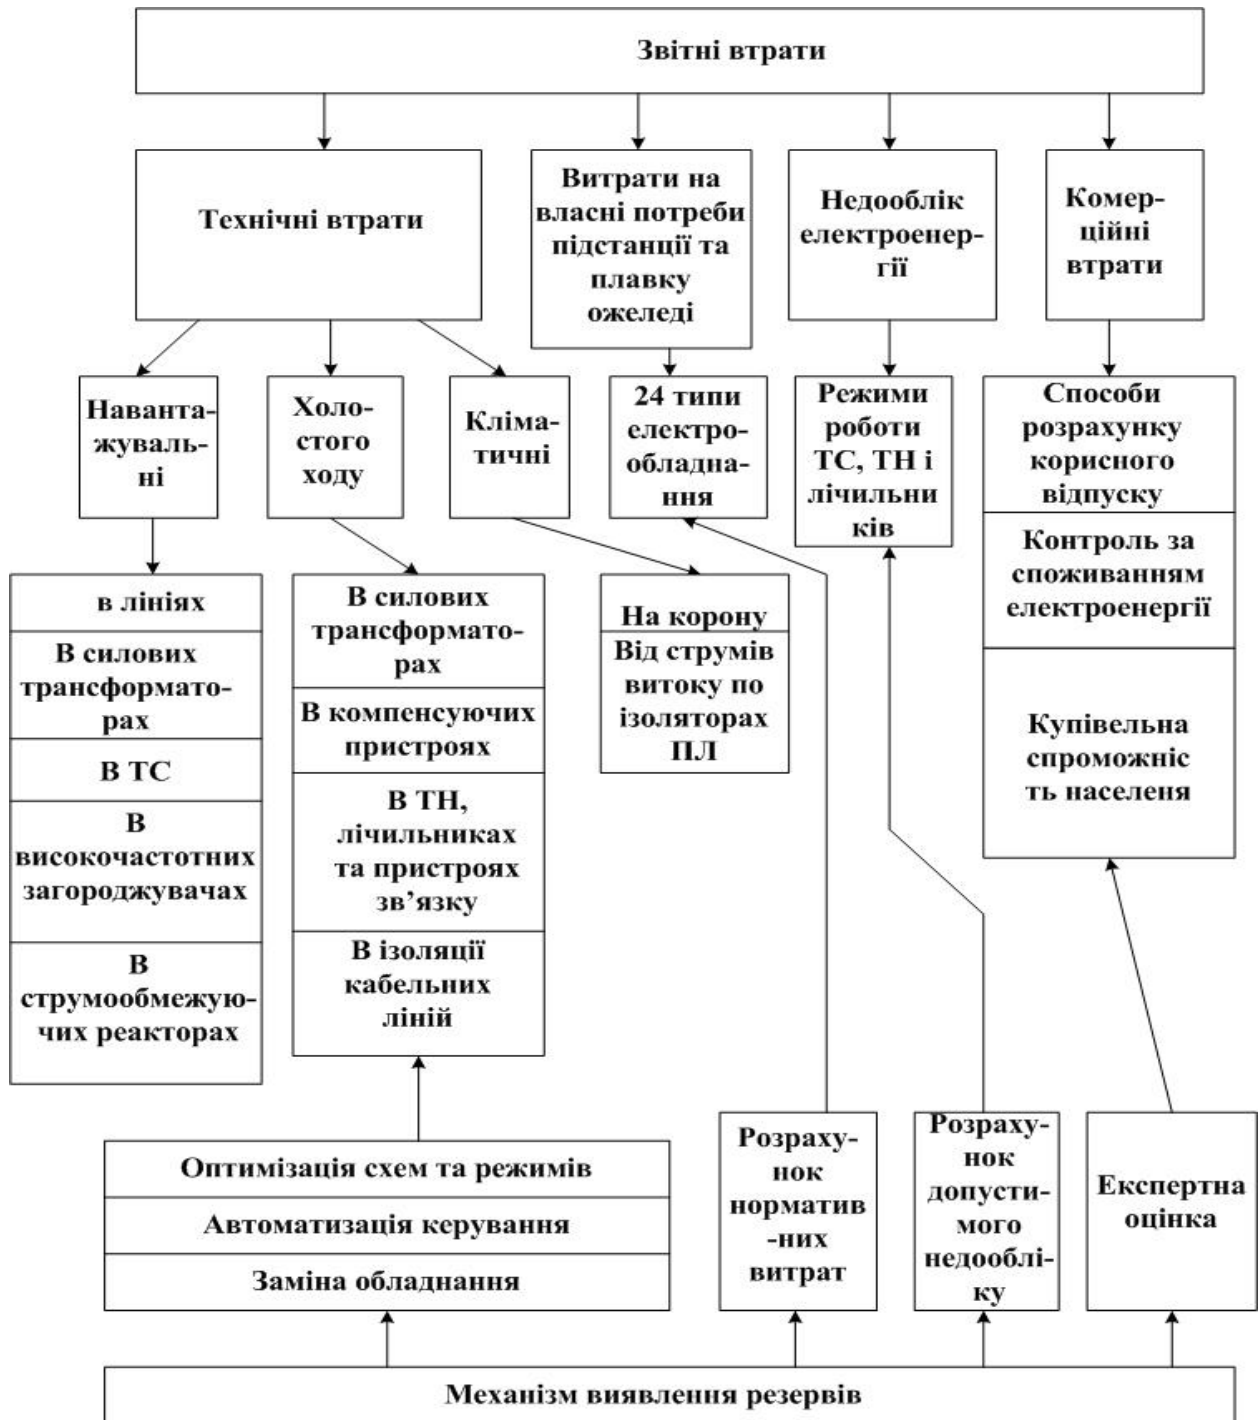 Звітні втрати
Технічні втрати
Витрати на
власні потреби
підстанції та
плавку
ожеледі
Недооблік
електроенер-
гії
Комер-
ційні
втрати
Наванта-
жуваль-
ні
Холо-
стого
ходу
Кліма-
тичні
24 типи
електро-
обладна-
ння
Режими
роботи
ТС, ТН і
лічильни
ків
Способи
розрахунку
корисного
відпуску
Контроль за
споживанням
електроенергії
Купівельна
спроможніс
ть населеня
в лініях
В силових
трансформато-
рах
В ТС
В
високочастотних
загороджувачах
В
струмообмежую-
чих реакторах
В силових
трансформато-
рах
В компенсуючих
пристроях
В ТН,
лічильниках
та пристроях
зв’язку
В ізоляції
кабельних
ліній
На корону
Від струмів
витоку по
ізоляторах
ПЛ
Оптимізація схем та режимів
Автоматизація керування
Заміна обладнання
Розраху-
нок
норматив
-них
витрат
Розраху-
нок
допусти-
мого
недооблі-
ку
Експертна
оцінка
Механізм виявлення резервів